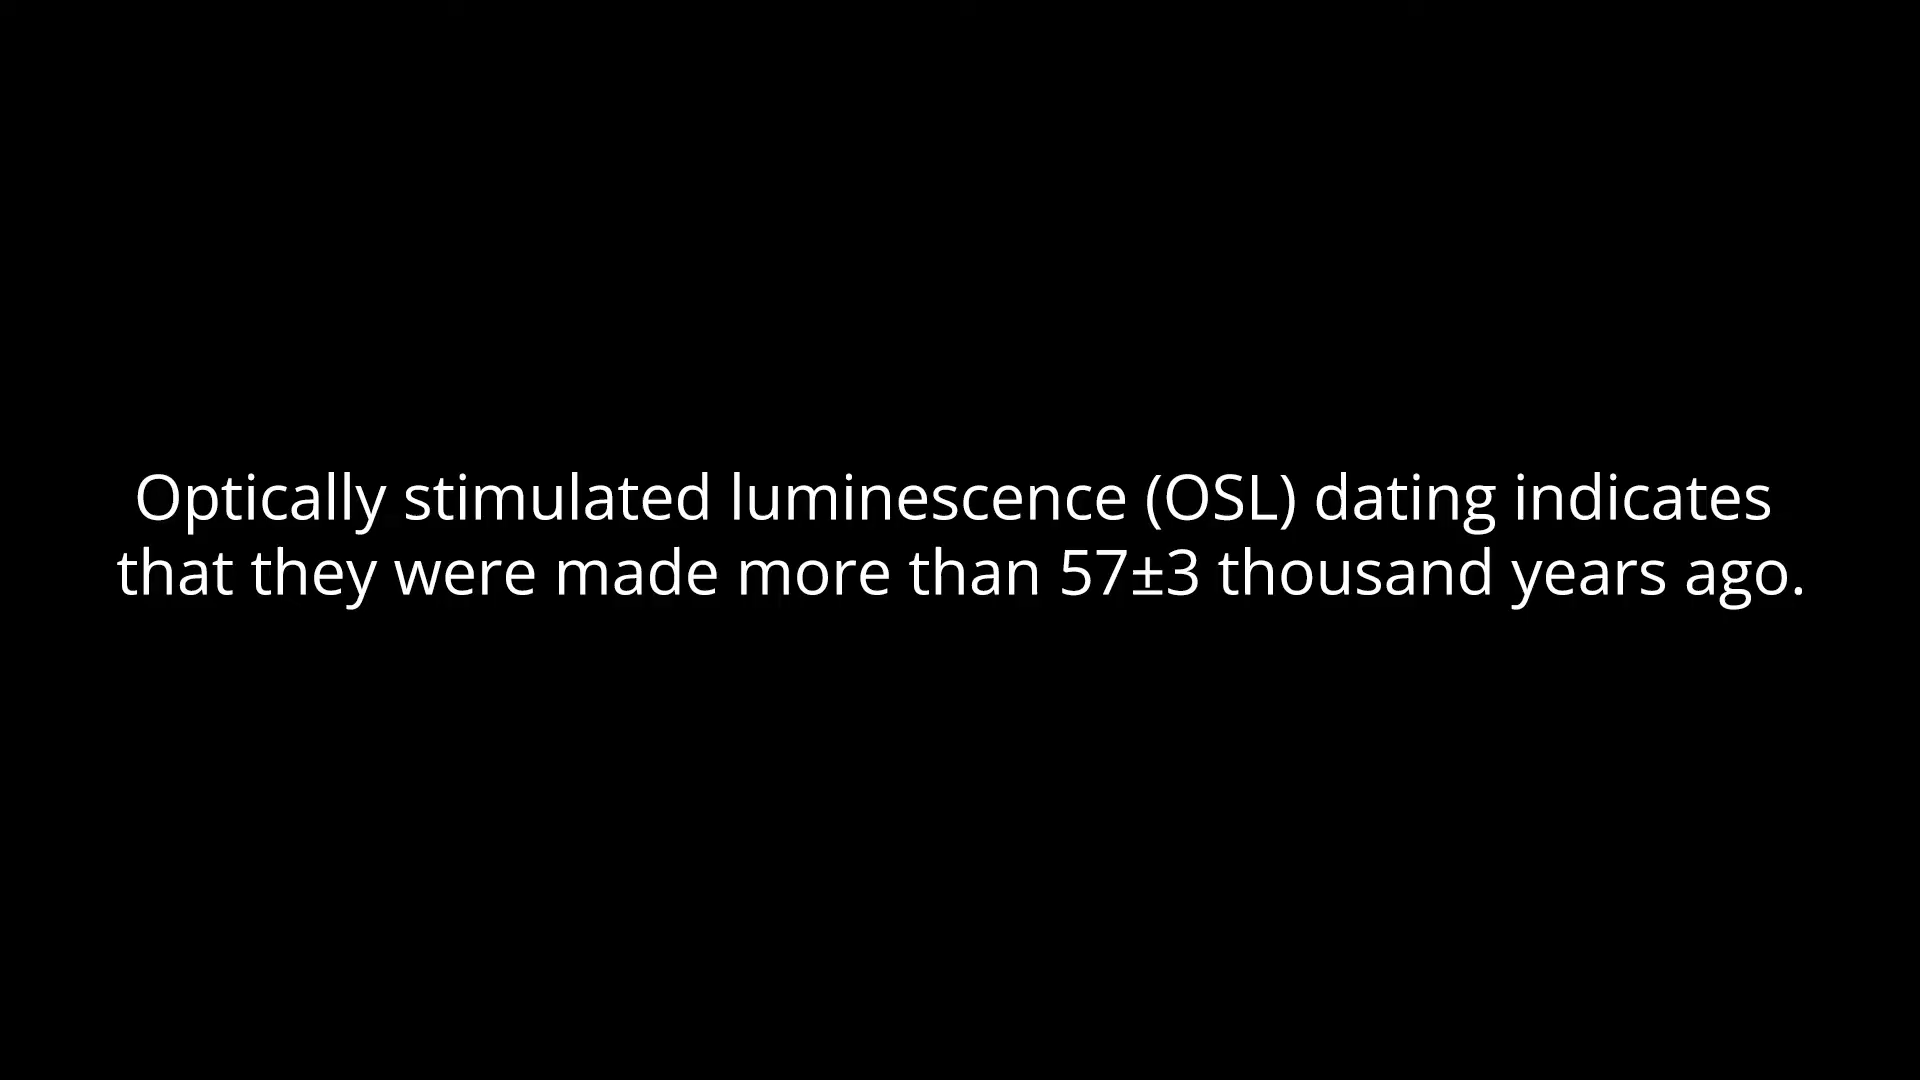 Optically stimulated luminescence (OSL) dating indicates
that they were made more than 57±3 thousand years ago.